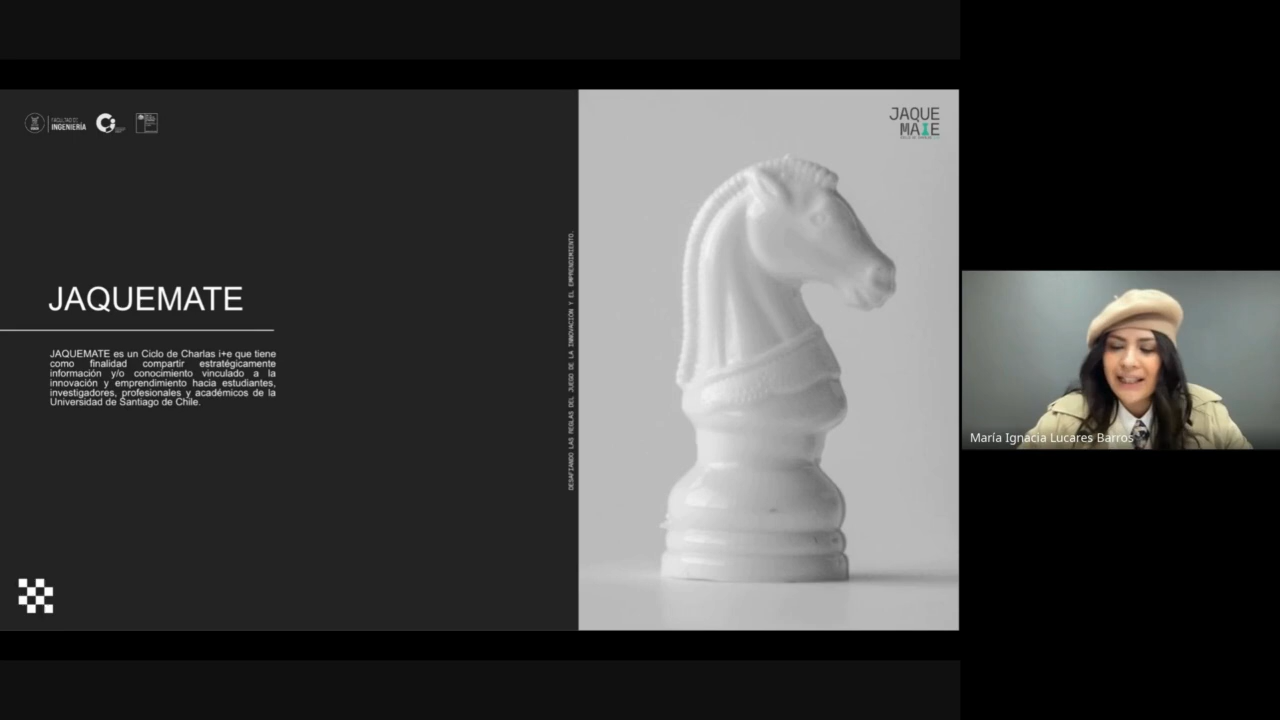 FACULTAD DE
INGENIERÍA
JAQUE
MATE
JAQUEMATE
JAQUEMATE es un Ciclo de Charlas i+e que tiene
como finalidad compartir estratégicamente
información y/o conocimiento vinculado a la
innovación y emprendimiento hacia estudiantes,
investigadores, profesionales y académicos de la
Universidad de Santiago de Chile.
DESAFIANDO LAS REGLAS DEL JUEGO DE LA INNOVACIÓN Y EL EMPRENDIMIENTO.
María Ignacia Lucares Barros